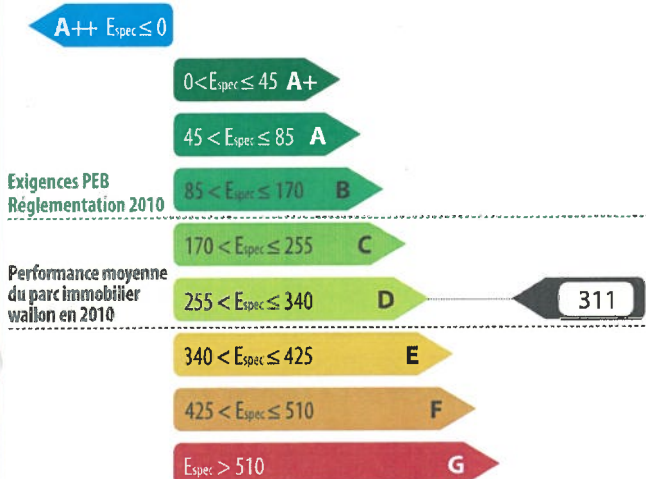 A++ Espec ≤ 0
0 < Espec ≤ 45 A+
45 < Espec ≤ 85 A
Exigences PEB
Réglementation 2010
85 < Espec ≤ 170 B
170 < Espec ≤ 255 C
Performance moyenne
du parc immobilier
wallon en 2010
255 < Espec ≤ 340 D
311
340 < Espec ≤ 425 E
425 < Espec ≤ 510 F
Espec > 510 G